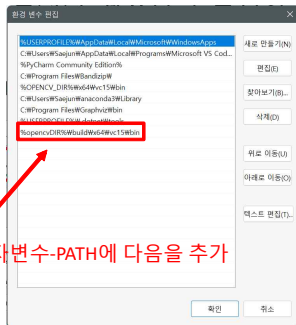 환경 변수 편집
%USERPROFILE%₩AppData₩Local₩Microsoft₩WindowsApps
C:₩Users₩Saejun₩AppData₩Local₩Programs₩Microsoft VS Cod...
%PyCharm Community Edition%
C:₩Program Files₩Bandizip₩
%OPENCV_DIR%₩x64₩vc15₩bin
C:₩Users₩Saejun₩anaconda3₩Library
C:₩Program Files₩Graphviz₩bin
%USERPROFILE%₩.dotnet₩tools
%opencvDIR%₩build₩x64₩vc15₩bin
새로 만들기(N)
편집(E)
찾아보기(B)...
삭제(D)
위로 이동(U)
아래로 이동(O)
텍스트 편집(T)...
변수-PATH에 다음을 추가
확인
취소